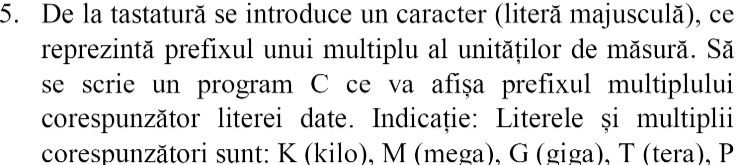 5. De la tastatură se introduce un caracter (literă majusculă), ce
reprezintă prefixul unui multiplu al unităților de măsură. Să
se scrie un program C ce va afișa prefixul multiplului
corespunzător literei date. Indicație: Literele și multiplii
corespunzători sunt: K (kilo), M (mega), G (giga), T (tera), P